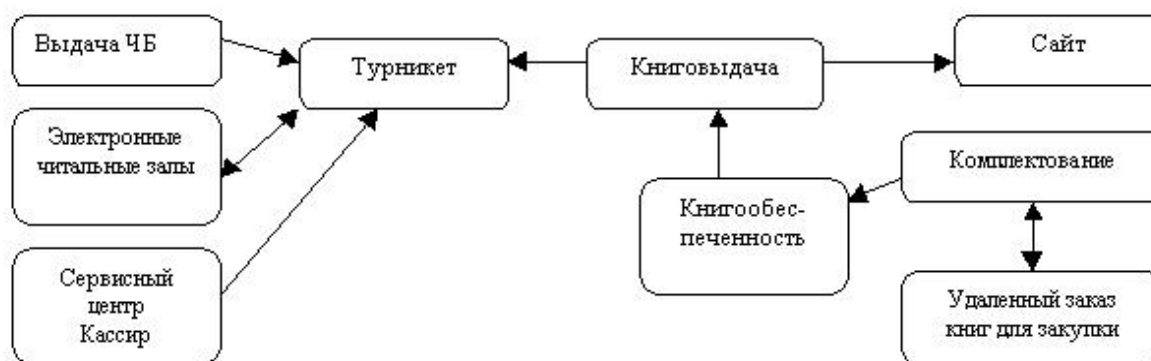 Выдача ЧБ
Турникет
Книговыдача
Сайт
Электронные
читальные залы
Комплектование
Книгообес-
печенность
Сервисный
центр
Кассир
Удаленный заказ
книг для закупки